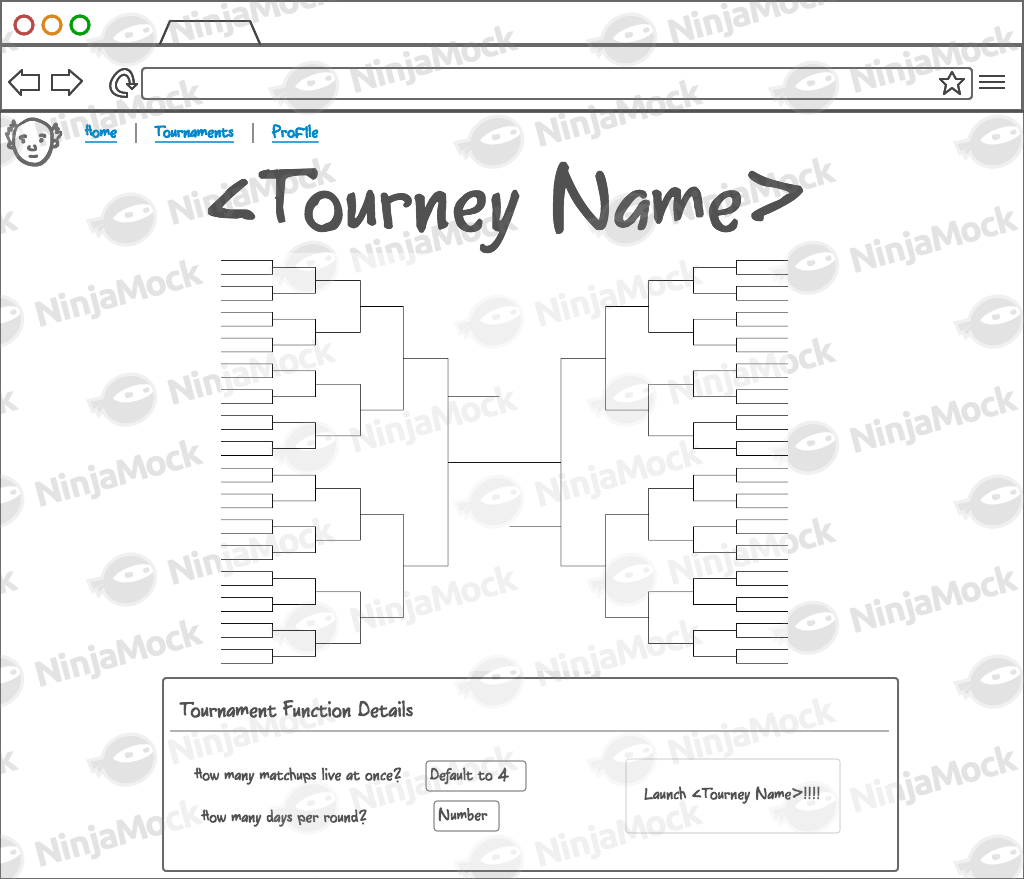 Home | Tournaments | Profile
<Tourney Name>
Tournament Function Details
How many matchups live at once? Default to 4
How many days per round? Number
Launch <Tourney Name>!!!!
NinjaMock